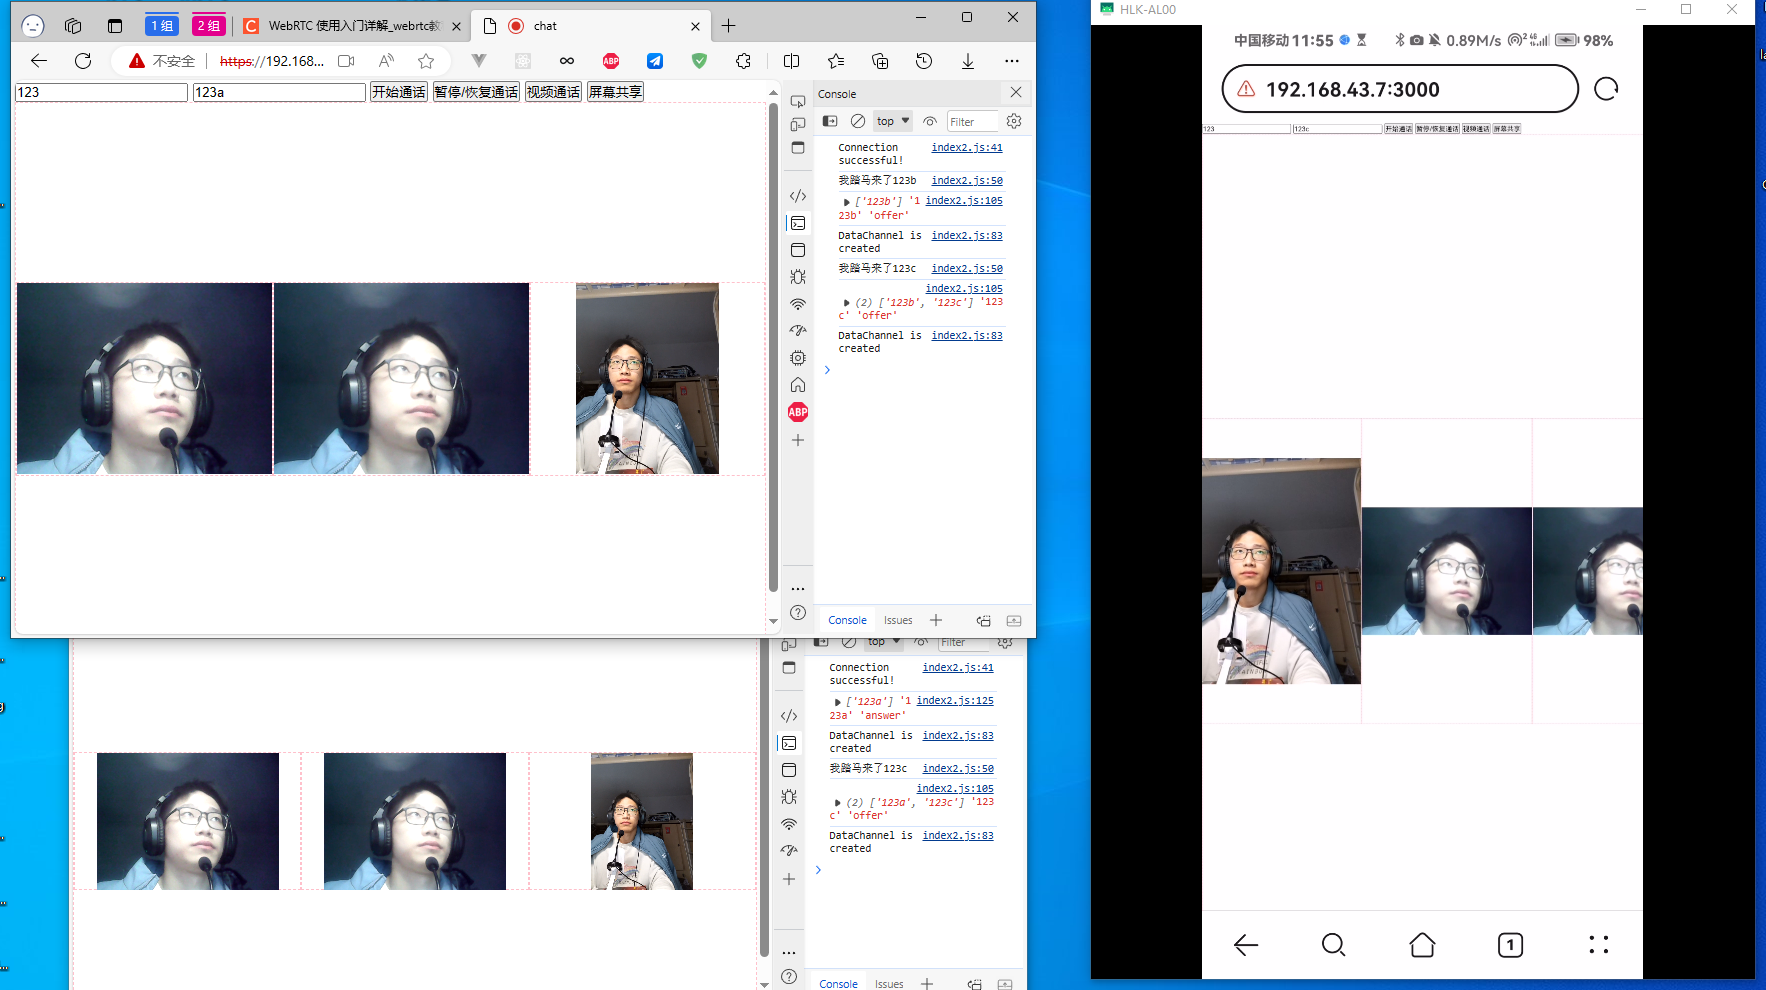 1 组
2 组
WebRTC 使用入门详解_webrtc教
chat
不安全
https://192.168...
ABP
123
123a
开始通话
暂停/恢复通话
视频通话
屏幕共享
Console
top
Filter
Connection successful!
index2.js:41
我踏马来了123b
index2.js:50
index2.js:105
['123b'] '1
23b' 'offer'
DataChannel is created
index2.js:83
我踏马来了123c
index2.js:50
index2.js:105
(2) ['123b', '123c'] '123
c' 'offer'
DataChannel is created
index2.js:83
ABP
Console
Issues
top
Filter
Connection successful!
index2.js:41
['123a'] '1
index2.js:125
23a' 'answer'
DataChannel is created
index2.js:83
我踏马来了123c
index2.js:50
index2.js:105
(2) ['123a', '123c'] '123
c' 'offer'
DataChannel is created
index2.js:83
Console
Issues
HLK-AL00
中国移动 11:55
0.89M/s
98%
192.168.43.7:3000
123
123c
开始通话
暂停/恢复通话
视频通话
屏幕共享
1